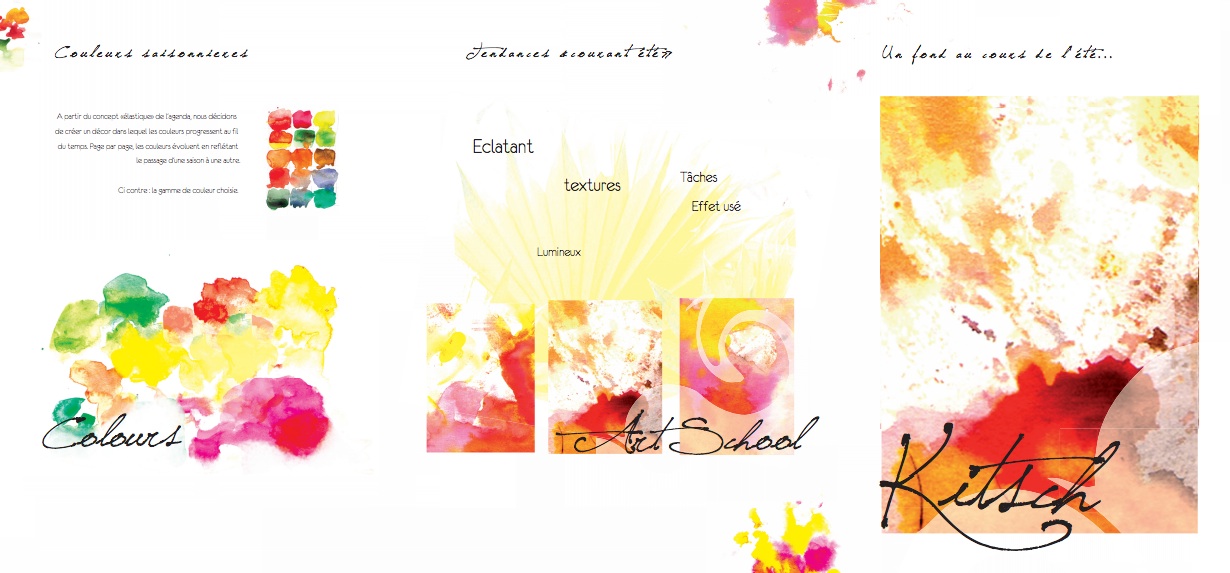 Couleurs saisonnieres
A partir du concept «élastique» de l'agenda, nous décidons
de créer un décor dans lequel les couleurs progressent au fil
du temps. Page par page, les couleurs évoluent en reflétant
le passage d'une saison à une autre.
Ci contre : la gamme de couleur choisie.
Colours
Tendances «courant été»
Eclatant
textures
Tâches
Effet usé
Lumineux
Art School
Un fond au cours de l'été...
Kitsch